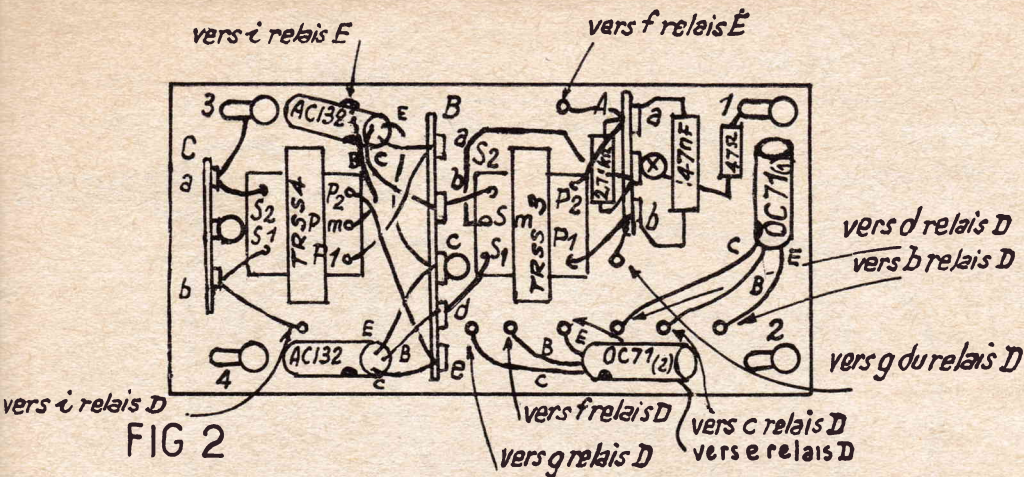 vers i relais E
vers f relais E
3
AC132
E
B
C
B
a
b
c
d
e
C
a
b
S2
S1
TRSS4
P
P2
m
P1
S2
S
S1
m
TRSS3
P2
P1
A
a
b
.47nF
47Ω
1
OC71(1)
C
B
E
vers d relais D
vers b relais D
2
vers g du relais D
4
AC132
E
B
C
B
C
E
OC71(2)
vers i relais D
vers f relais D
vers c relais D
vers e relais D
vers g relais D
FIG 2